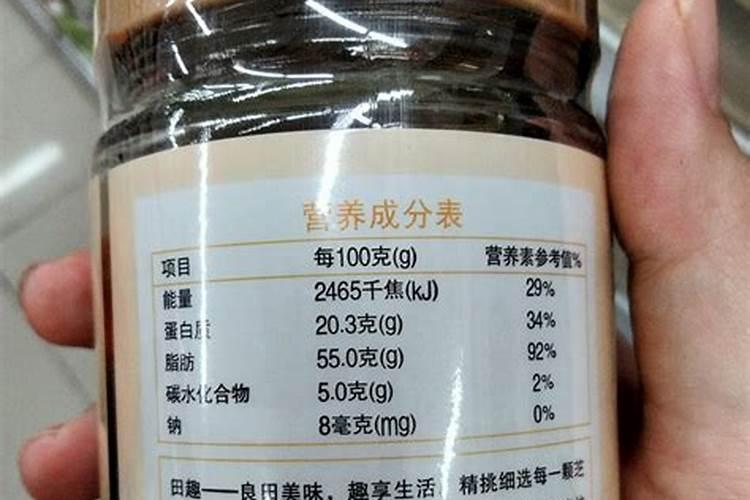 营养成分表
项目 每100克(g) 营养素参考值%
能量 2465千焦(kJ) 29%
蛋白质 20.3克(g) 34%
脂肪 55.0克(g) 92%
碳水化合物 5.0克(g) 2%
钠 8毫克(mg) 0%
田趣——良田美味，趣享生活，精挑细选每一颗芝